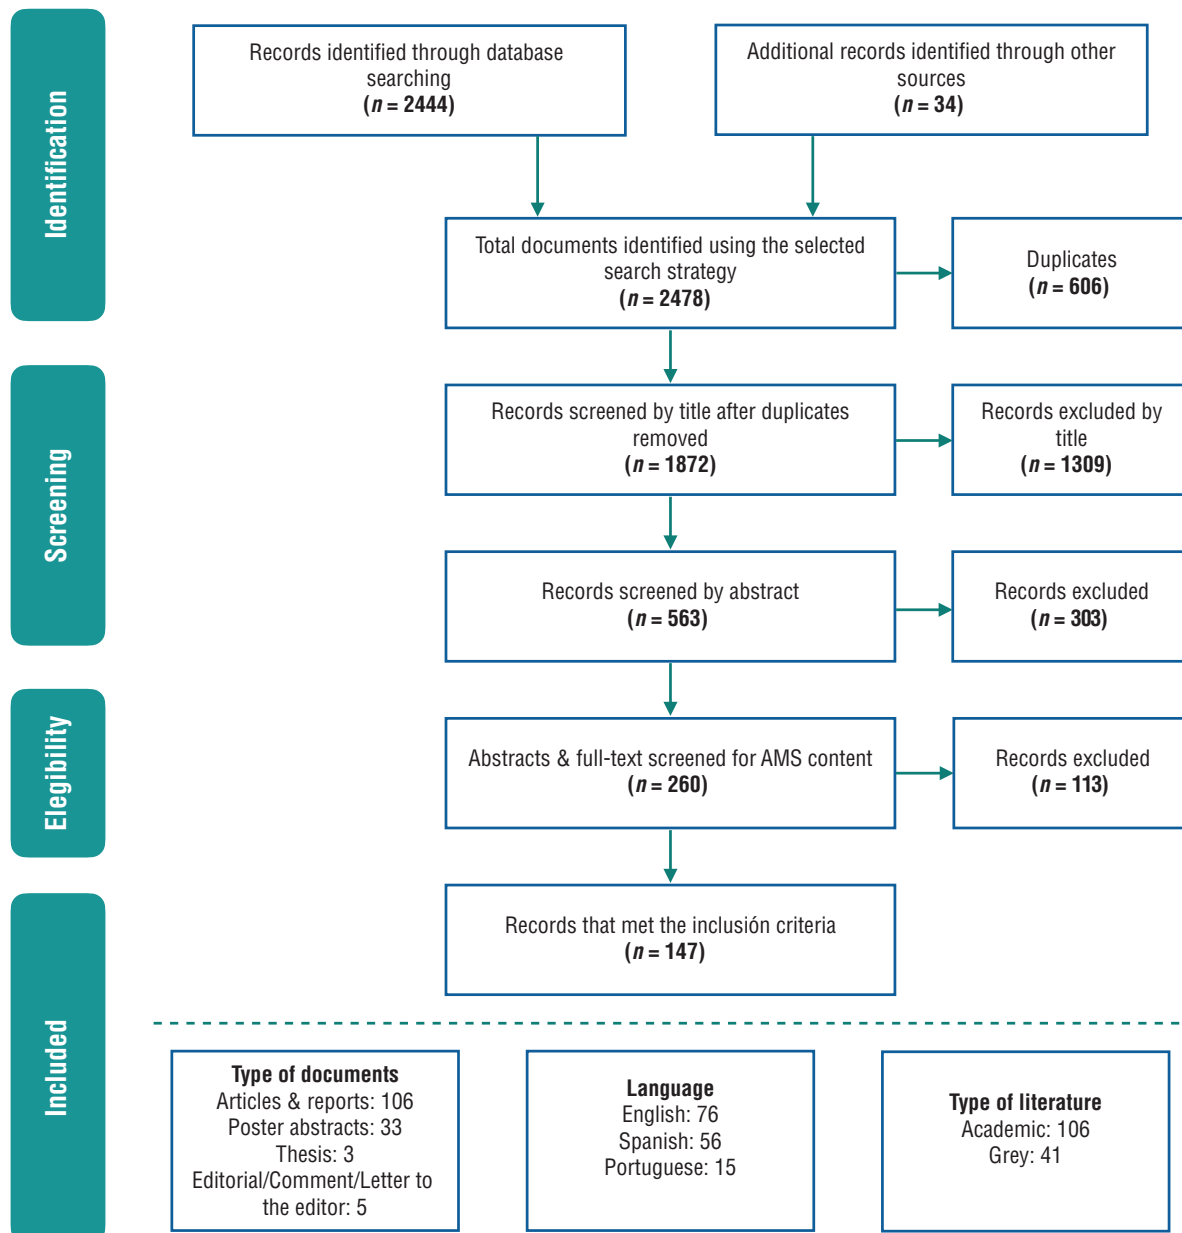 Identification
Records identified through database
searching
(n = 2444)
Additional records identified through other
sources
(n = 34)
Total documents identified using the selected
search strategy
(n = 2478)
Duplicates
(n = 606)
Screening
Records screened by title after duplicates
removed
(n = 1872)
Records excluded by
title
(n = 1309)
Records screened by abstract
(n = 563)
Records excluded
(n = 303)
Elegibility
Abstracts & full-text screened for AMS content
(n = 260)
Records excluded
(n = 113)
Included
Records that met the inclusión criteria
(n = 147)
Type of documents
Articles & reports: 106
Poster abstracts: 33
Thesis: 3
Editorial/Comment/Letter to
the editor: 5
Language
English: 76
Spanish: 56
Portuguese: 15
Type of literature
Academic: 106
Grey: 41